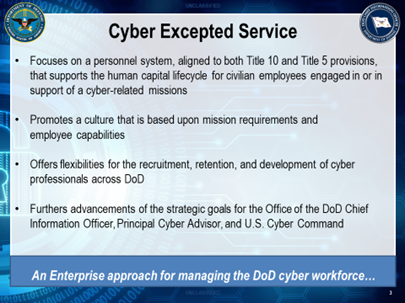 UNCLASSIFIED
Cyber Excepted Service
• Focuses on a personnel system, aligned to both Title 10 and Title 5 provisions,
that supports the human capital lifecycle for civilian employees engaged in or in
support of a cyber-related missions
• Promotes a culture that is based upon mission requirements and
employee capabilities
• Offers flexibilities for the recruitment, retention, and development of cyber
professionals across DoD
• Furthers advancements of the strategic goals for the Office of the DoD Chief
Information Officer, Principal Cyber Advisor, and U.S. Cyber Command
An Enterprise approach for managing the DoD cyber workforce…
UNCLASSIFIED
3